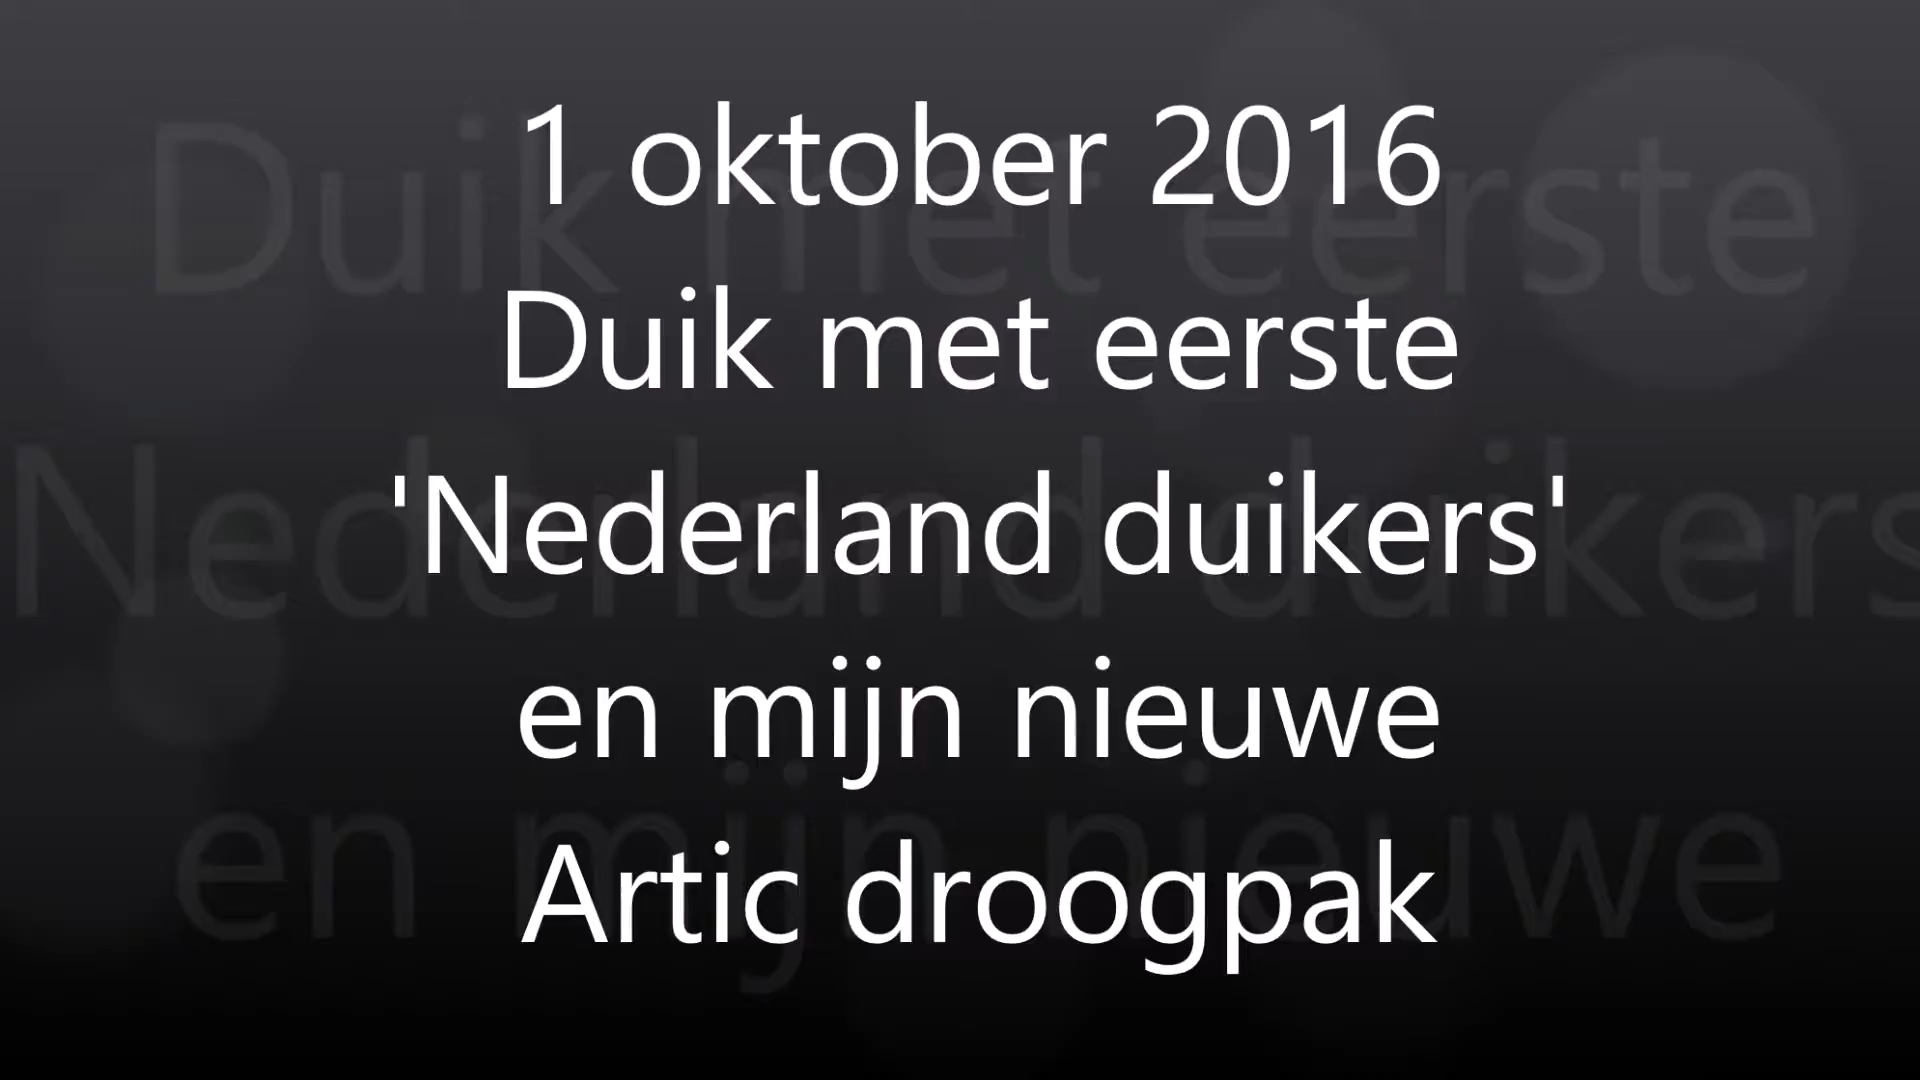 1 oktober 2016
Duik met eerste
'Nederland duikers'
en mijn nieuwe
Artic droogpak